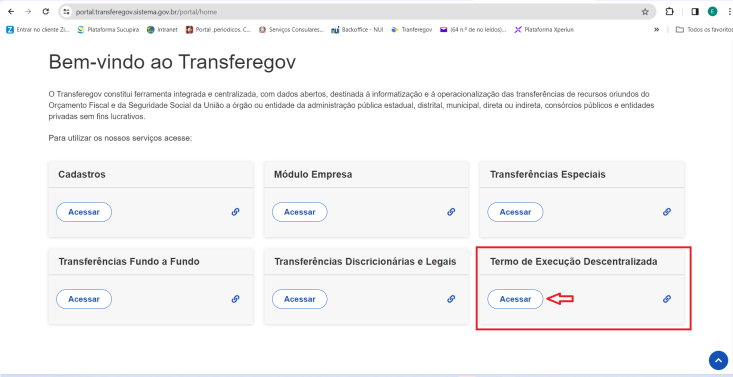 portal.transferegov.sistema.gov.br/portal/home
Entrar no cliente Zi... Plataforma Sucupira Intranet Portal .periodicos. C... Serviços Consulares... Backoffice - NUI Tranferegov (64 n.º de no leidos)... Plataforma Xperiun » Todos os favoritos
Bem-vindo ao Transferegov
O Transferegov constitui ferramenta integrada e centralizada, com dados abertos, destinada à informatização e à operacionalização das transferências de recursos oriundos do
Orçamento Fiscal e da Seguridade Social da União a órgão ou entidade da administração pública estadual, distrital, municipal, direta ou indireta, consórcios públicos e entidades
privadas sem fins lucrativos.
Para utilizar os nossos serviços acesse:
Cadastros
Acessar
Módulo Empresa
Acessar
Transferências Especiais
Acessar
Transferências Fundo a Fundo
Acessar
Transferências Discricionárias e Legais
Acessar
Termo de Execução Descentralizada
Acessar